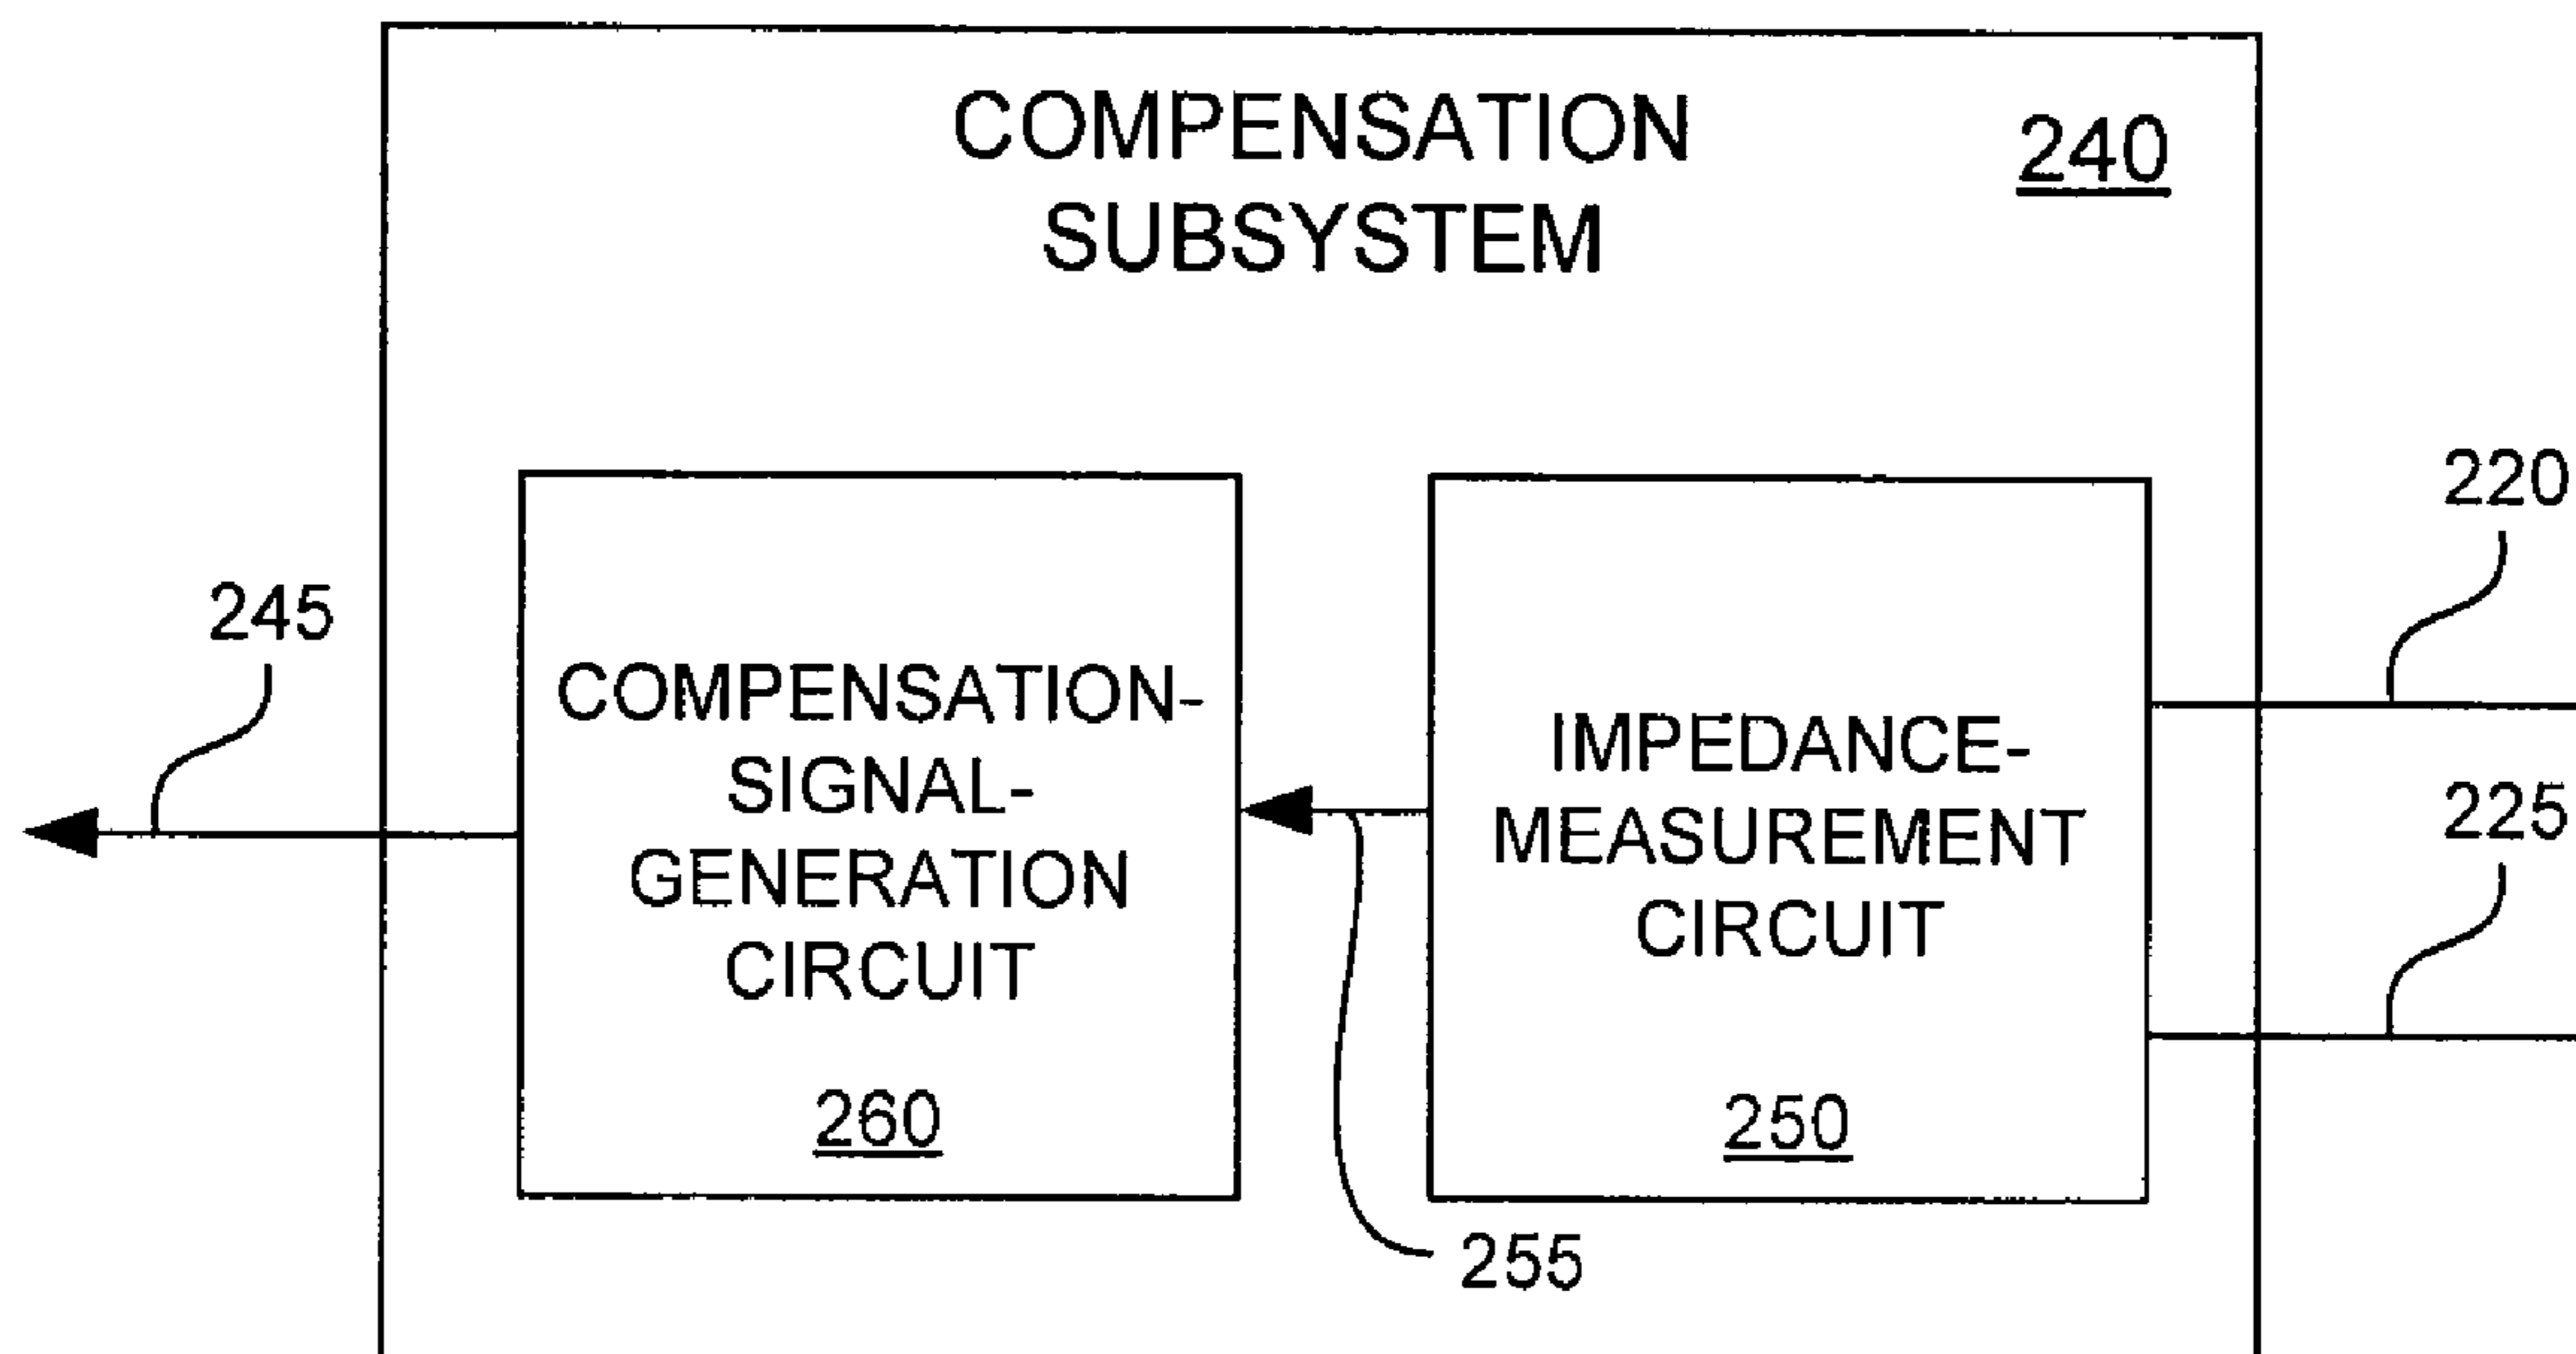 COMPENSATION
SUBSYSTEM
240
220
245
COMPENSATION-
SIGNAL-
GENERATION
CIRCUIT
260
IMPEDANCE-
MEASUREMENT
CIRCUIT
250
225
255